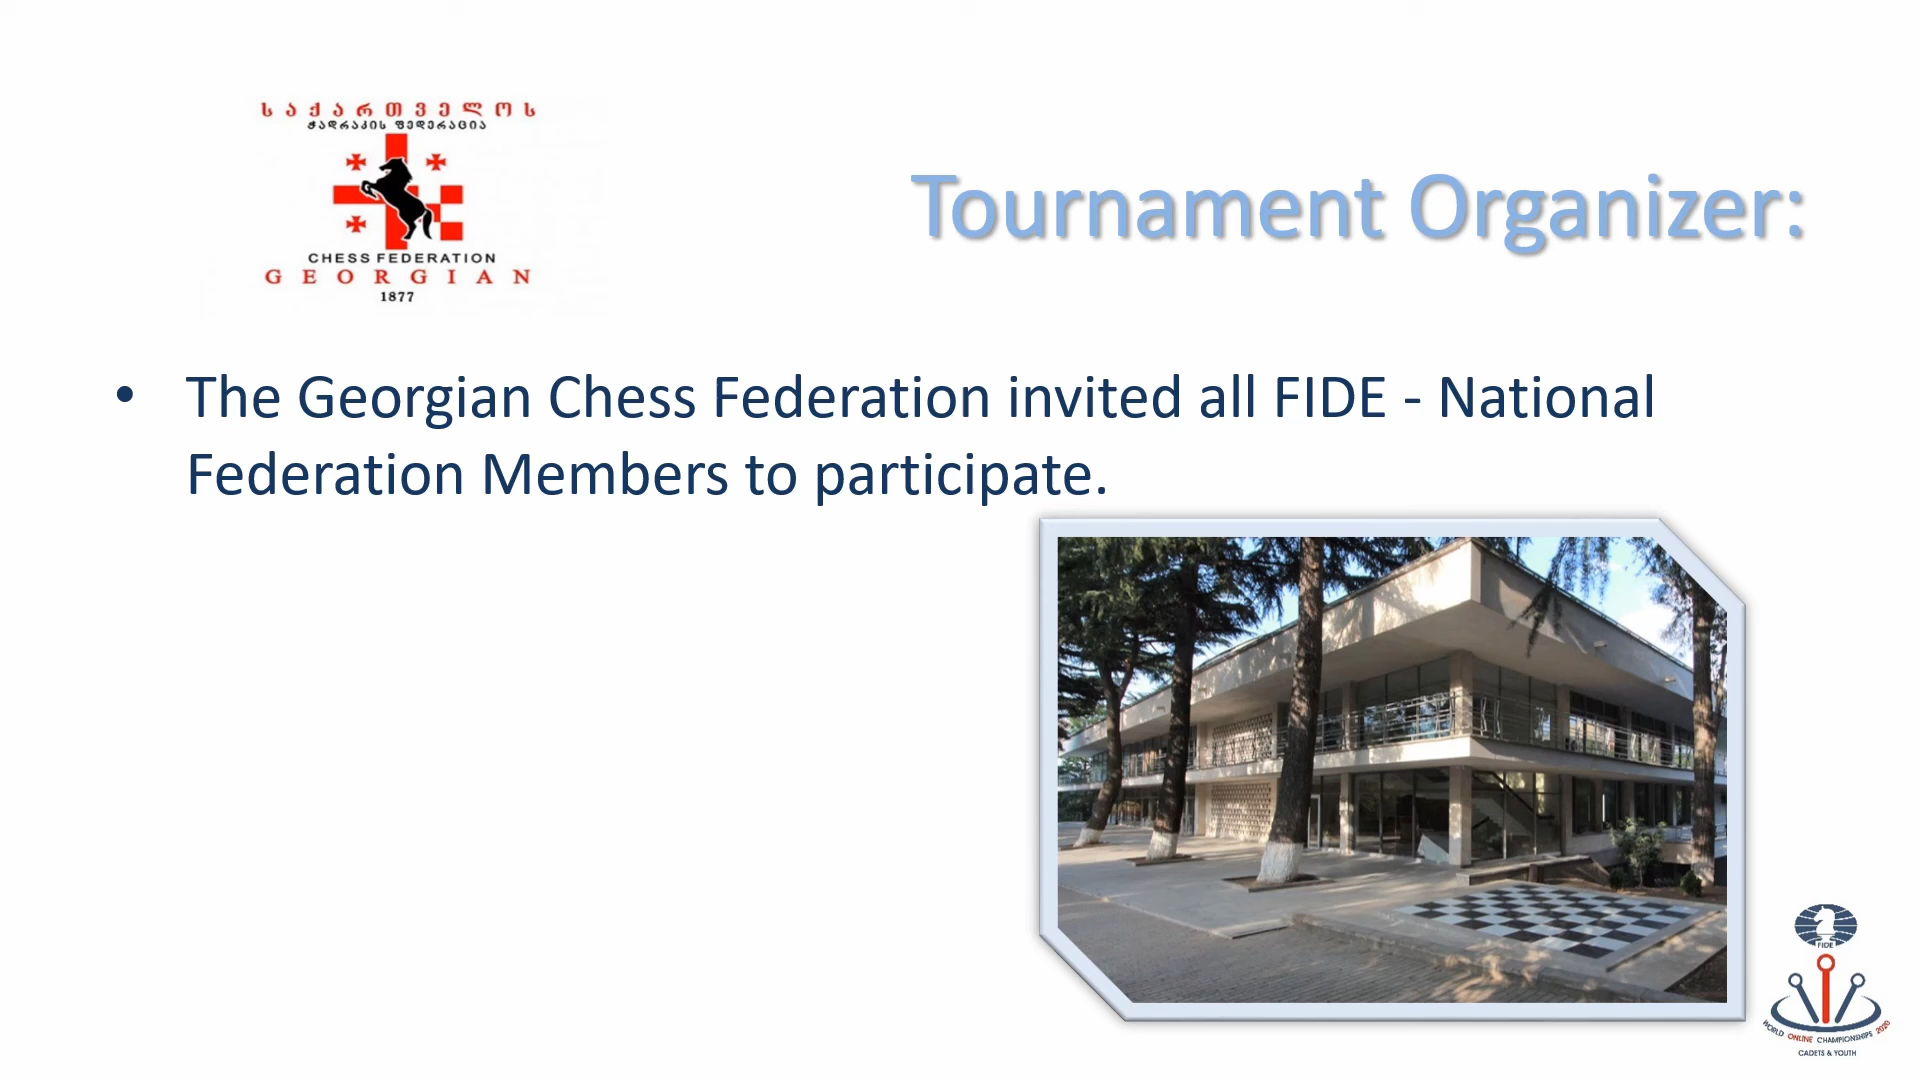 საქართველოს
ჭადრაკის ფედერაცია
CHESS FEDERATION
GEORGIAN
1877
Tournament Organizer:
• The Georgian Chess Federation invited all FIDE - National
Federation Members to participate.
FIDE
WORLD ONLINE CHAMPIONSHIPS 2020
CADETS & YOUTH